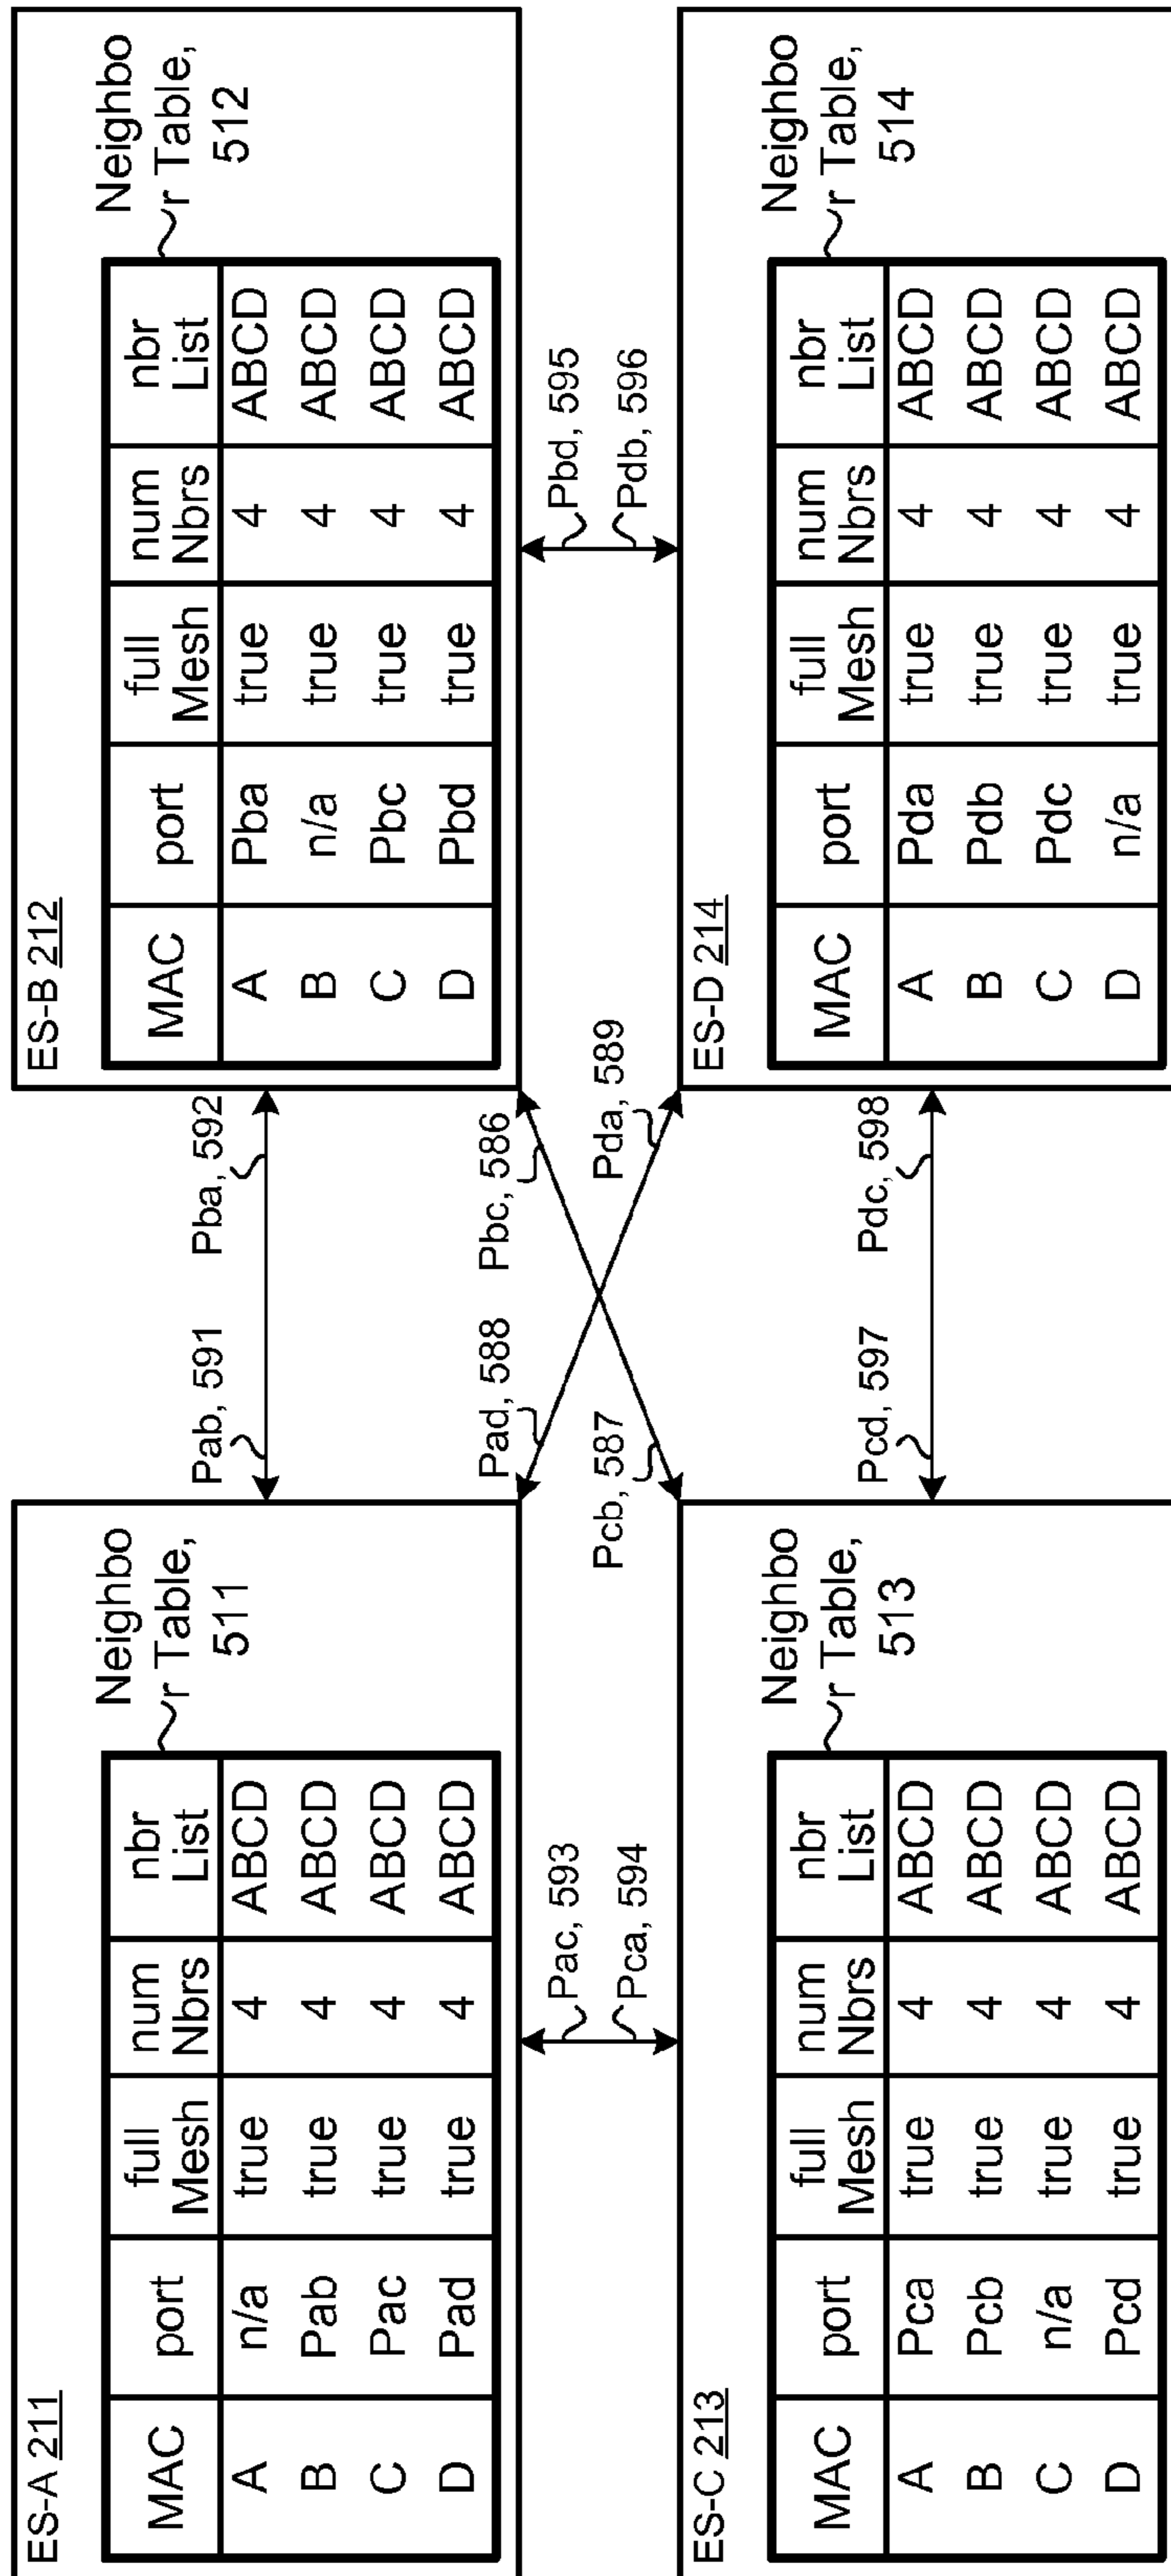 ES-A 211
MAC port full Mesh num Nbrs nbr List
A n/a true 4 ABCD
B Pab true 4 ABCD
C Pac true 4 ABCD
D Pad true 4 ABCD
Neighbo
r Table,
511
Pab, 591
Pba, 592
ES-B 212
MAC port full Mesh num Nbrs nbr List
A Pba true 4 ABCD
B n/a true 4 ABCD
C Pbc true 4 ABCD
D Pbd true 4 ABCD
Neighbo
r Table,
512
Pac, 593
Pca, 594
Pad, 588
Pbc, 586
Pcb, 587
Pda, 589
Pbd, 595
Pdb, 596
ES-C 213
MAC port full Mesh num Nbrs nbr List
A Pca true 4 ABCD
B Pcb true 4 ABCD
C n/a true 4 ABCD
D Pcd true 4 ABCD
Neighbo
r Table,
513
Pcd, 597
Pdc, 598
ES-D 214
MAC port full Mesh num Nbrs nbr List
A Pda true 4 ABCD
B Pdb true 4 ABCD
C Pdc true 4 ABCD
D n/a true 4 ABCD
Neighbo
r Table,
514